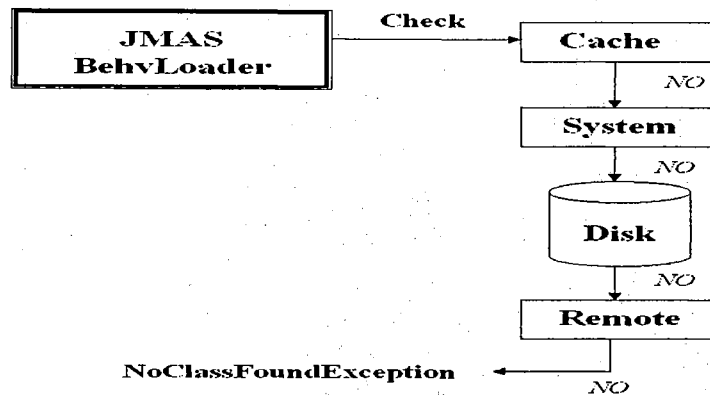 JMAS
BehvLoader
Check
Cache
NO
System
NO
Disk
NO
Remote
NoClassFoundException
NO